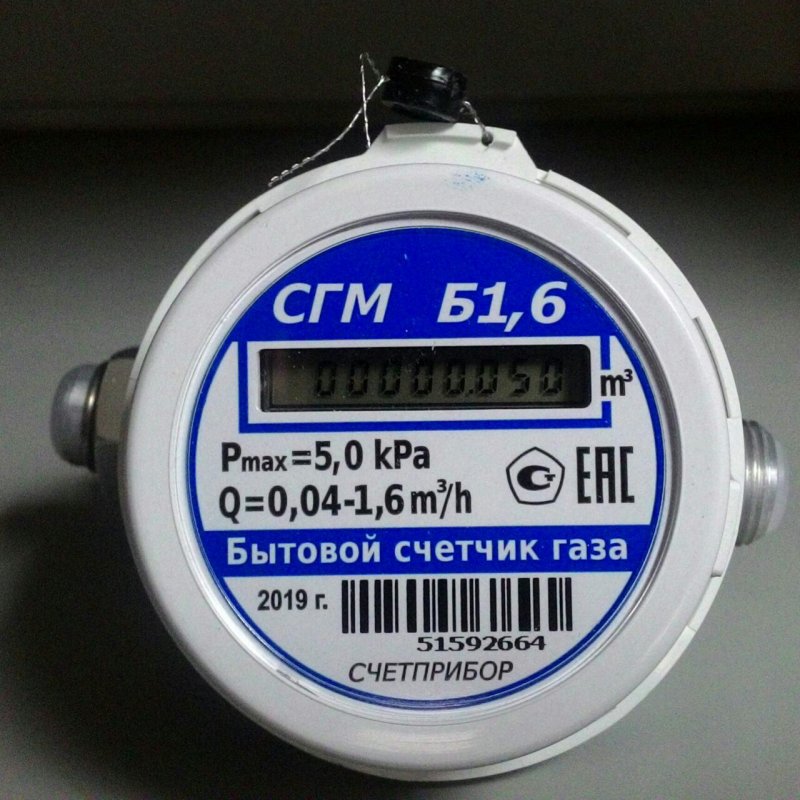 СГМ Б1,6
00000.050 m³
Pmax=5,0 kPa
Q=0,04-1,6 m³/h
ЕАС
Бытовой счетчик газа
2019 г.
51592664
СЧЕТПРИБОР